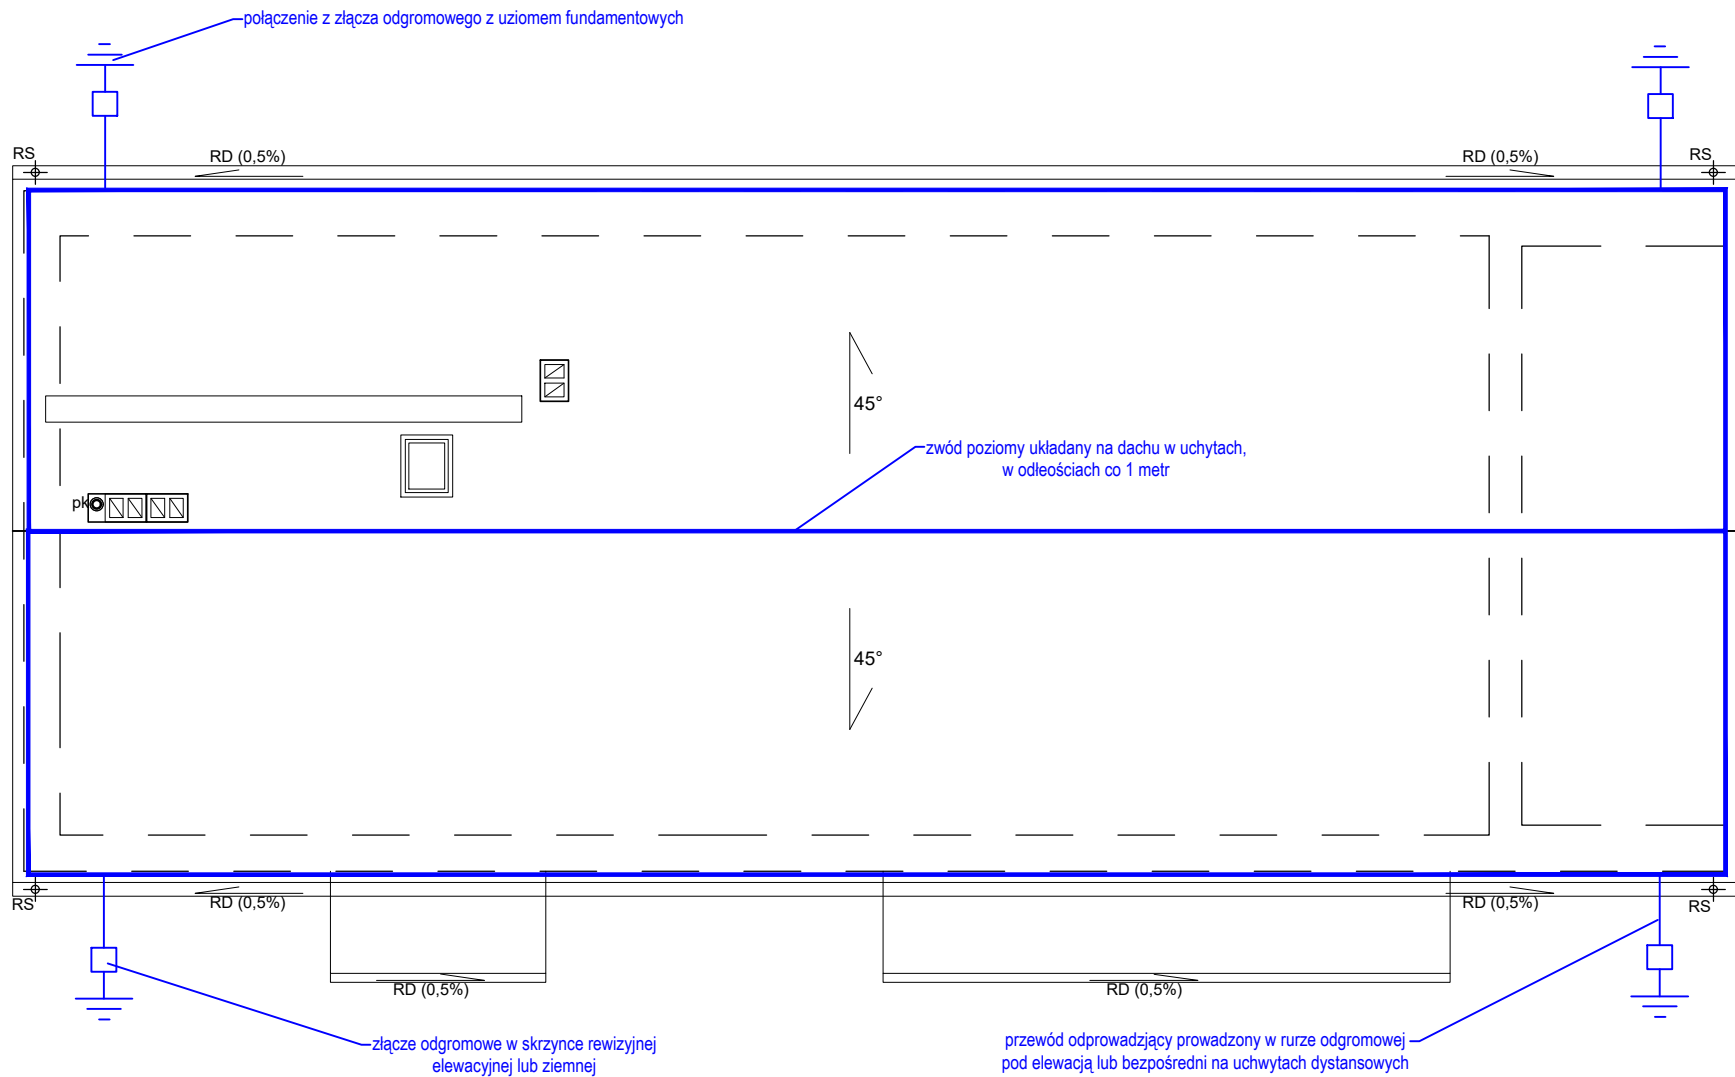 połączenie z złącza odgromowego z uziomem fundamentowych
RS
RD (0,5%)
RD (0,5%)
RS
45°
zwód poziomy układany na dachu w uchytach,
w odłeościach co 1 metr
pk
45°
RS
RD (0,5%)
RD (0,5%)
RS
RD (0,5%)
RD (0,5%)
złącze odgromowe w skrzynce rewizyjnej
elewacyjnej lub ziemnej
przewód odprowadzjący prowadzony w rurze odgromowej
pod elewacją lub bezpośredni na uchwytach dystansowych